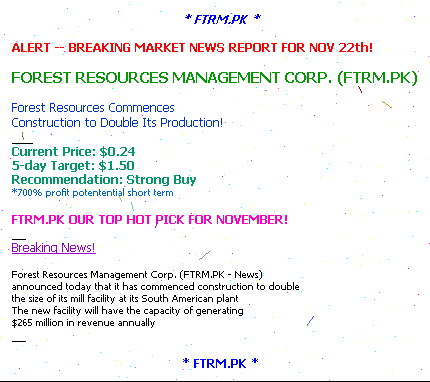 * FTRM.PK *
ALERT -- BREAKING MARKET NEWS REPORT FOR NOV 22th!
FOREST RESOURCES MANAGEMENT CORP. (FTRM.PK)
Forest Resources Commences
Construction to Double Its Production!
Current Price: $0.24
5-day Target: $1.50
Recommendation: Strong Buy
*700% profit potentential short term
FTRM.PK OUR TOP HOT PICK FOR NOVEMBER!
Breaking News!
Forest Resources Management Corp. (FTRM.PK - News)
announced today that it has commenced construction to double
the size of its mill facility at its South American plant
The new facility will have the capacity of generating
$265 million in revenue annually
* FTRM.PK *